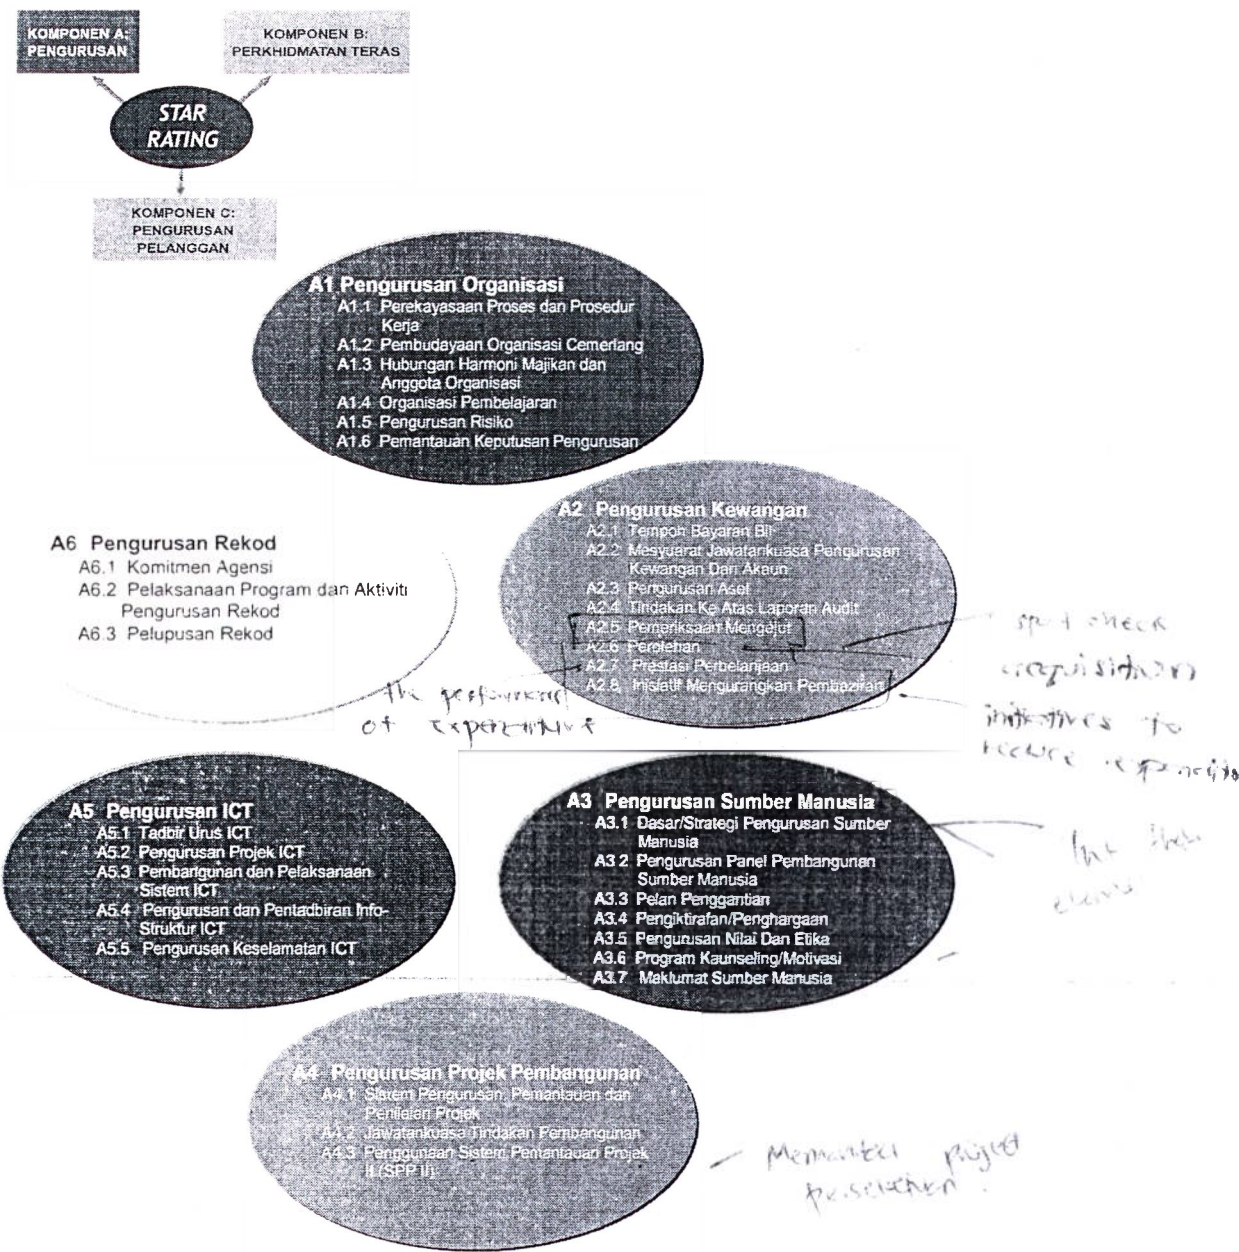 KOMPONEN A:
PENGURUSAN
KOMPONEN B:
PERKHIDMATAN TERAS
STAR
RATING
KOMPONEN C:
PENGURUSAN
PELANGGAN
A1 Pengurusan Organisasi
A1.1 Perekayasaan Proses dan Prosedur
Kerja
A1.2 Pembudayaan Organisasi Cemerlang
A1.3 Hubungan Harmoni Majikan dan
Anggota Organisasi
A1.4 Organisasi Pembelajaran
A1.5 Pengurusan Risiko
A1.6 Pemantauan Keputusan Pengurusan
A2 Pengurusan Kewangan
A2.1 Tempoh Bayaran Bil
A2.2 Mesyuarat Jawatankuasa Pengurusan
Kewangan Dan Akaun
A2.3 Pengurusan Aset
A2.4 Tindakan Ke Atas Laporan Audit
A2.5 Pemeriksaan Mengejut
A2.6 Perolehan
A2.7 Prestasi Perbelanjaan
A2.8 Inisiatif Mengurangkan Pembaziran
spot check
acquisition
initiatives to
reduce
the
of
A6 Pengurusan Rekod
A6.1 Komitmen Agensi
A6.2 Pelaksanaan Program dan Aktiviti
Pengurusan Rekod
A6.3 Pelupusan Rekod
A3 Pengurusan Sumber Manusia
A3.1 Dasar/Strategi Pengurusan Sumber
Manusia
A3.2 Pengurusan Panel Pembangunan
Sumber Manusia
A3.3 Pelan Penggantian
A3.4 Pengiktirafan/Penghargaan
A3.5 Pengurusan Nilai Dan Etika
A3.6 Program Kaunseling/Motivasi
A3.7 Maklumat Sumber Manusia
A5 Pengurusan ICT
A5.1 Tadbir Urus ICT
A5.2 Pengurusan Projek ICT
A5.3 Pembangunan dan Pelaksanaan
Sistem ICT
A5.4 Pengurusan dan Pentadbiran Info-
Struktur ICT
A5.5 Pengurusan Keselamatan ICT
A4 Pengurusan Projek Pembangunan
A4.1 Sistem Pengurusan, Pemantauan dan
Penilaian Projek
A4.2 Jawatankuasa Tindakan Pembangunan
A4.3 Penggunaan Sistem Pemantauan Projek
II (SPP II)